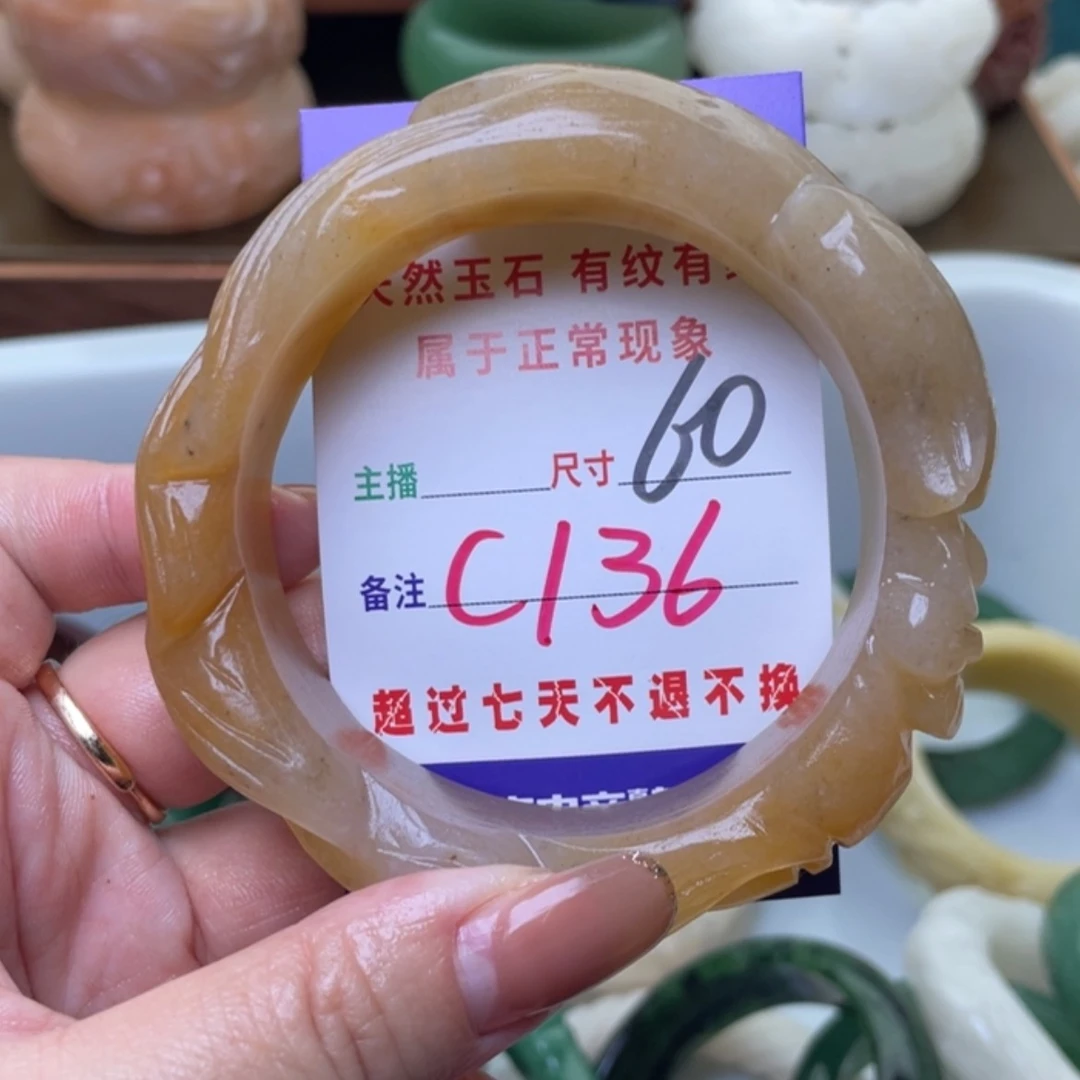 天然玉石 有纹有
属于正常现象
主播 尺寸 60
备注 C136
超过七天不退不换